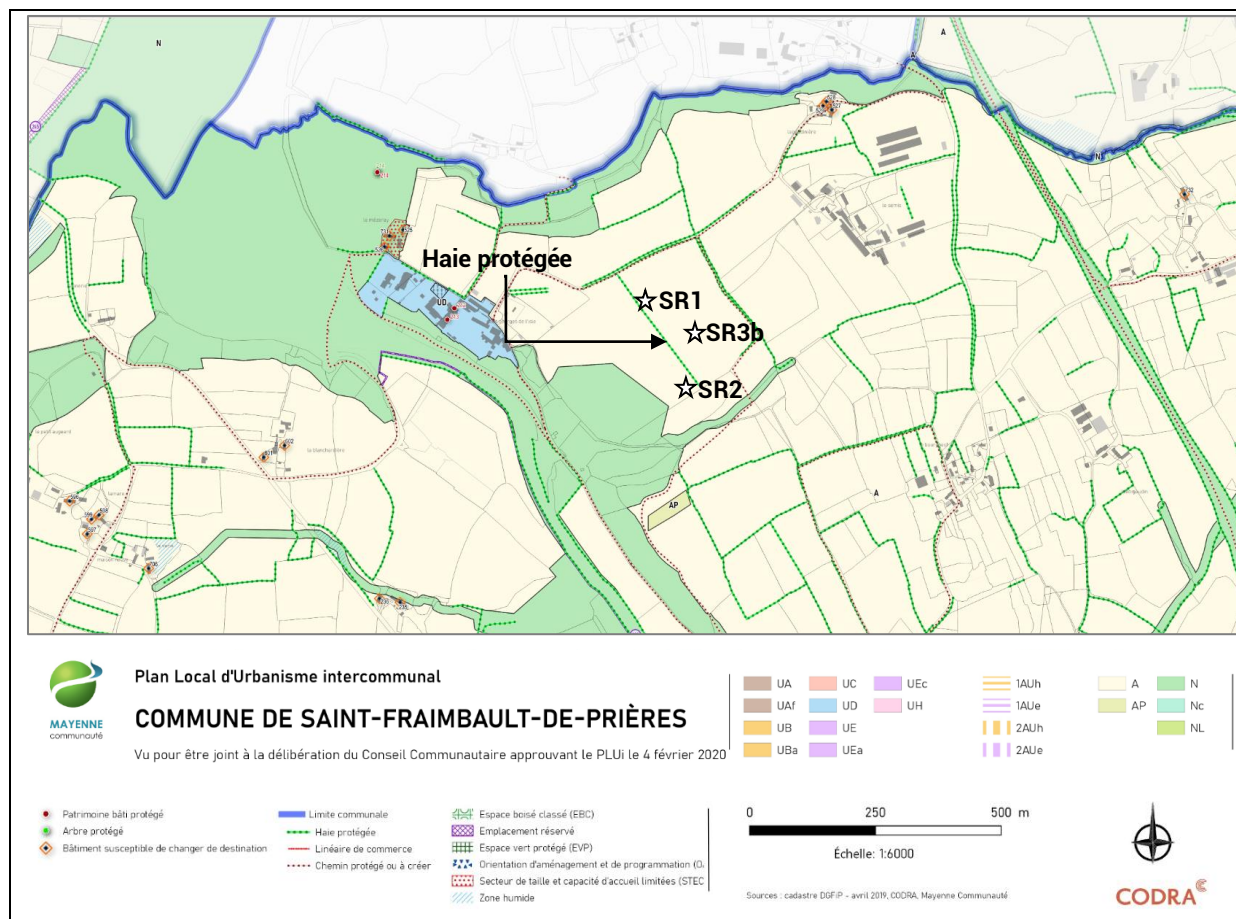 N
A
A
N
UD
Haie protégée
SR1
SR3b
SR2
A
AP
MAYENNE
communauté
Plan Local d'Urbanisme intercommunal
COMMUNE DE SAINT-FRAIMBAULT-DE-PRIÈRES
Vu pour être joint à la délibération du Conseil Communautaire approuvant le PLUi le 4 février 2020
UA
UAf
UB
UBa
UC
UD
UE
UEa
UEc
UH
1AUh
1AUe
2AUh
2AUe
A
AP
N
Nc
NL
Patrimoine bâti protégé
Arbre protégé
Bâtiment susceptible de changer de destination
Limite communale
Haie protégée
Linéaire de commerce
Chemin protégé ou à créer
Espace boisé classé (EBC)
Emplacement réservé
Espace vert protégé (EVP)
Orientation d'aménagement et de programmation (O
Secteur de taille et capacité d'accueil limitées (STEC
Zone humide
0 250 500 m
Échelle: 1:6000
Sources : cadastre DGFiP - avril 2019, CODRA, Mayenne Communauté
CODRA